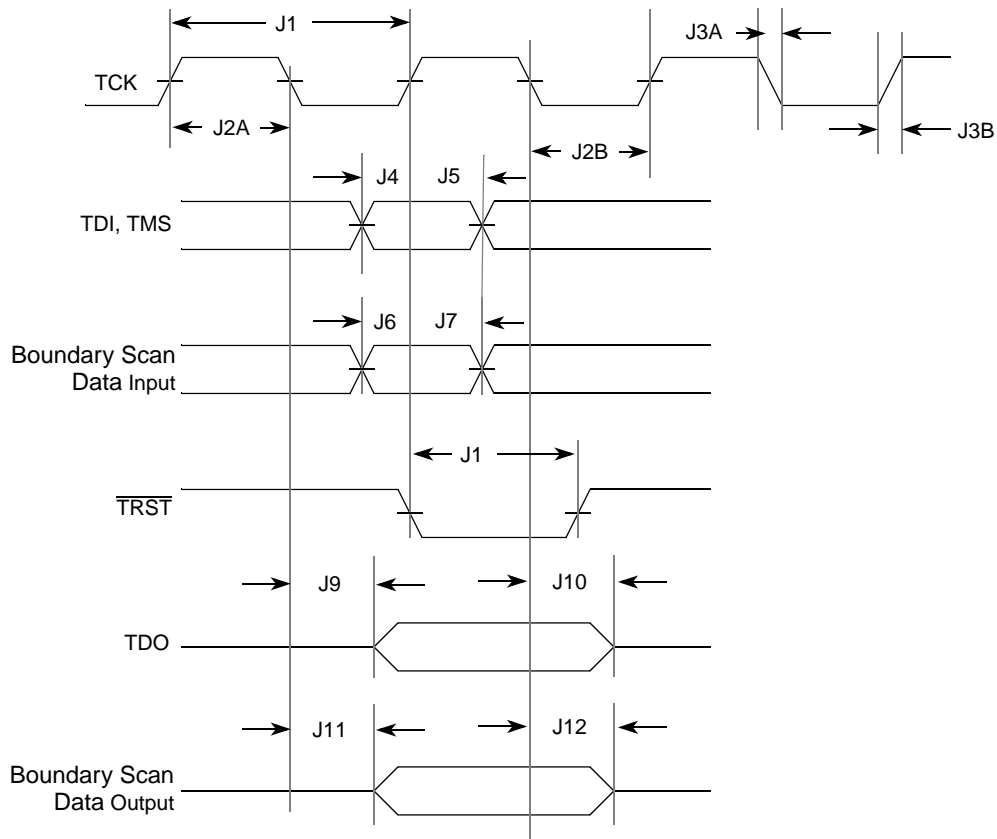 J1
J3A
TCK
J2A
J2B
J3B
J4
J5
TDI, TMS
J6
J7
Boundary Scan
Data Input
J1
TRST
J9
J10
TDO
J11
J12
Boundary Scan
Data Output